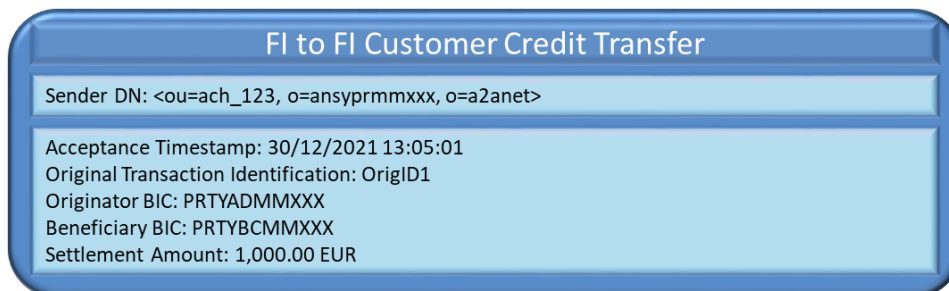 FI to FI Customer Credit Transfer
Sender DN: <ou=ach_123, o=ansyprmmxxx, o=a2anet>
Acceptance Timestamp: 30/12/2021 13:05:01
Original Transaction Identification: OrigID1
Originator BIC: PRTYADMMXXX
Beneficiary BIC: PRTYBCMMXXX
Settlement Amount: 1,000.00 EUR